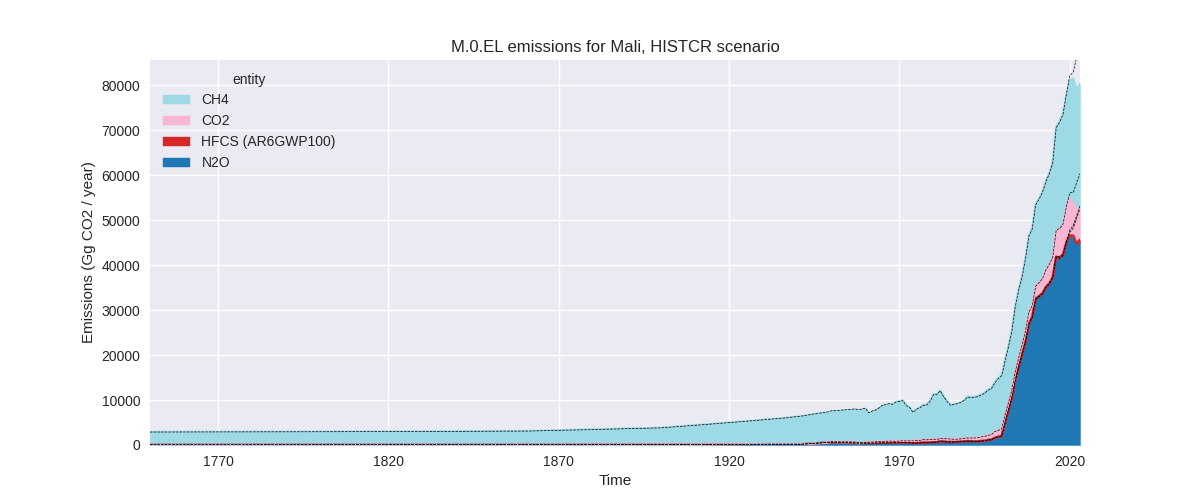 M.0.EL emissions for Mali, HISTCR scenario
entity
CH4
CO2
HFCS (AR6GWP100)
N2O
Emissions (Gg CO2 / year)
80000
70000
60000
50000
40000
30000
20000
10000
0
1770
1820
1870
1920
1970
2020
Time